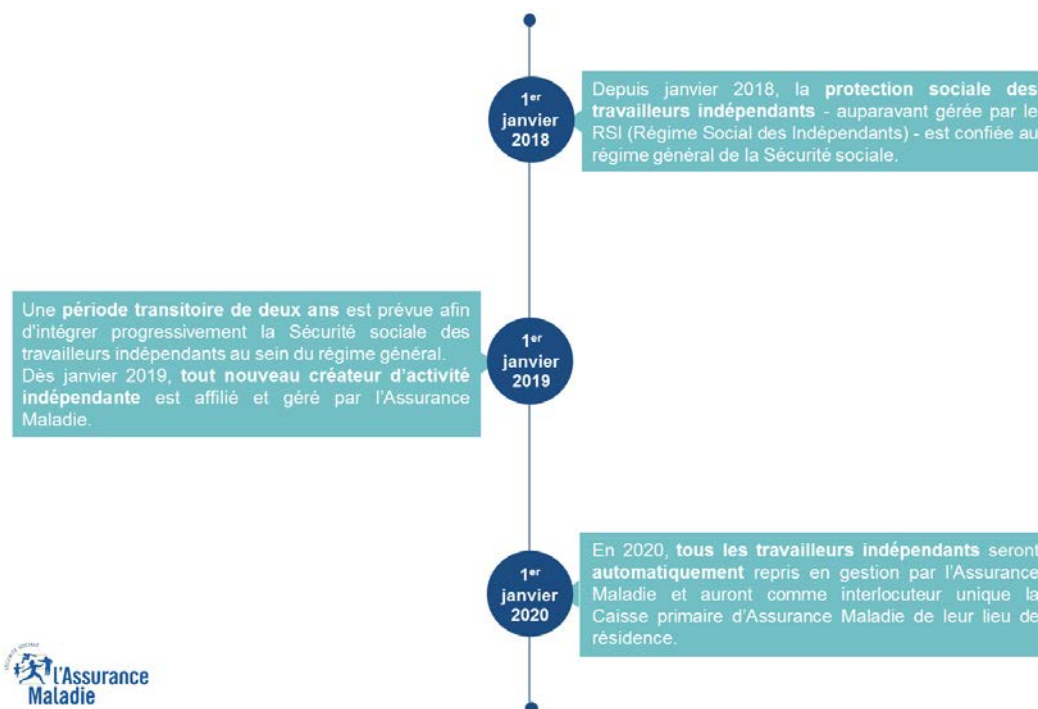 1er
janvier
2018
Depuis janvier 2018, la protection sociale des
travailleurs indépendants - auparavant gérée par le
RSI (Régime Social des Indépendants) - est confiée au
régime général de la Sécurité sociale.
Une période transitoire de deux ans est prévue afin
d'intégrer progressivement la Sécurité sociale des
travailleurs indépendants au sein du régime général.
Dès janvier 2019, tout nouveau créateur d'activité
indépendante est affilié et géré par l'Assurance
Maladie.
1er
janvier
2019
1er
janvier
2020
En 2020, tous les travailleurs indépendants seront
automatiquement repris en gestion par l'Assurance
Maladie et auront comme interlocuteur unique la
Caisse primaire d'Assurance Maladie de leur lieu de
résidence.
SÉCURITÉ SOCIALE
l'Assurance
Maladie